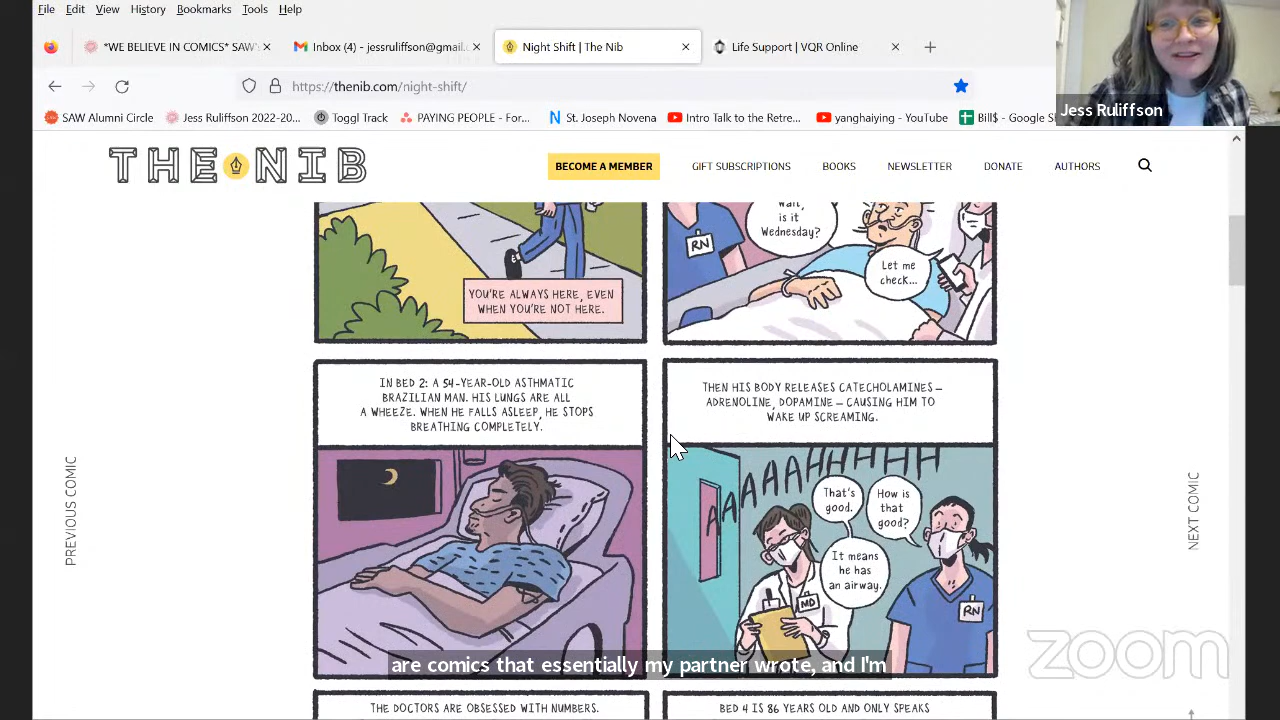 File Edit View History Bookmarks Tools Help
*WE BELIEVE IN COMICS* SAW's
Inbox (4) - jessruliffson@gmail.
Night Shift | The Nib
Life Support | VQR Online
https://thenib.com/night-shift/
SAW Alumni Circle
Jess Ruliffson 2nd-20...
Toggl INB
PAYING PEOPLE - For...
St. Joseph Novena
Intro Talk to the Retre...
yanghaiying - YouTube
Bill$ - Google
Jess Ruliffson
THE NIB
BECOME A MEMBER
GIFT SUBSCRIPTIONS
BOOKS
NEWSLETTER
DONATE
AUTHORS
YOU'RE ALWAYS HERE, EVEN
WHEN YOU'RE NOT HERE.
RN
Wait,
is it
Wednesday?
Let me
check...
IN BED 2: A 54-YEAR-OLD ASTHMATIC
BRAZILIAN MAN. HIS LUNGS ARE ALL
A WHEEZE. WHEN HE FALLS ASLEEP, HE STOPS
BREATHING COMPLETELY.
THEN HIS BODY RELEASES CATECHOLAMINES –
ADRENOLINE, DOPAMINE – CAUSING HIM TO
WAKE UP SCREAMING.
AAAAHHHHHH
That's
good.
How is
that
good?
It means
he has
an airway.
MD
RN
PREVIOUS COMIC
NEXT COMIC
are comics that essentially my partner wrote, and I'm
zoom
THE DOCTORS ARE OBSESSED WITH NUMBERS.
BED 4 IS 86 YEARS OLD AND ONLY SPEAKS